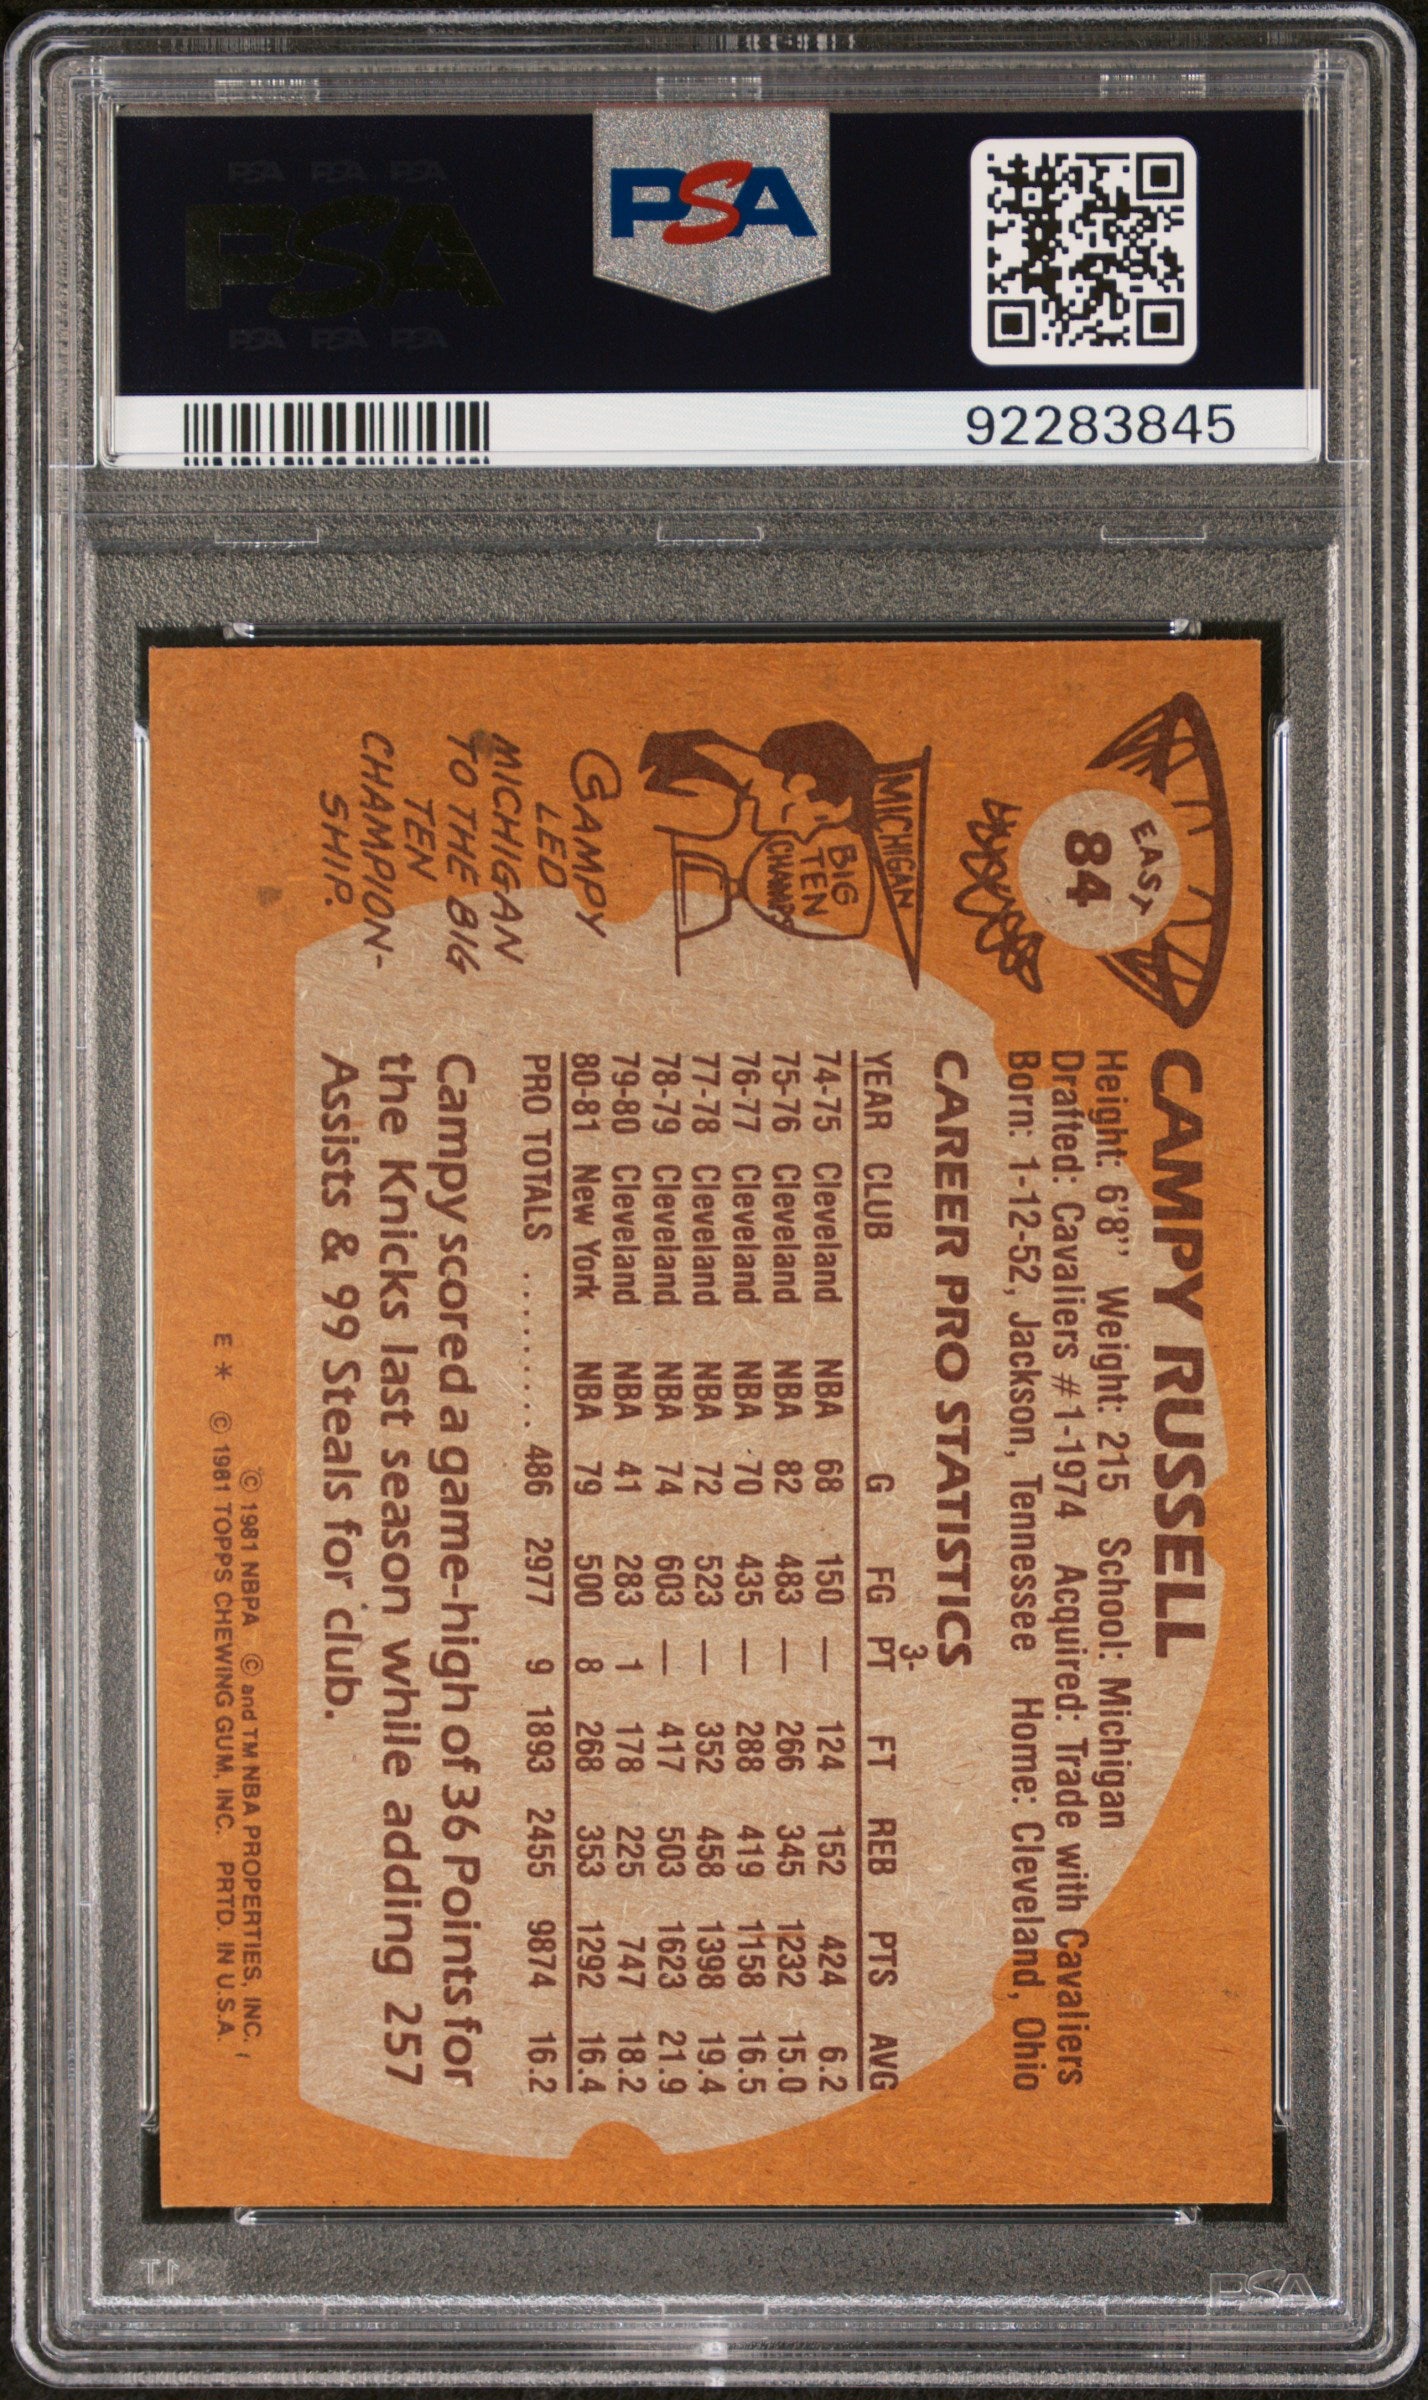 PSA PSA PSA
PSA
PSA PSA PSA
PSA
92283845
EAST
84
CAMPY RUSSELL
Height: 6'8" Weight: 215 School: Michigan
Drafted: Cavaliers #1-1974 Acquired: Trade with Cavaliers
Born: 1-12-52, Jackson, Tennessee Home: Cleveland, Ohio
CAREER PRO STATISTICS
YEAR CLUB G FG 3-PT FT REB PTS AVG
74-75 Cleveland NBA 68 150 — 124 152 424 6.2
75-76 Cleveland NBA 82 483 — 266 345 1232 15.0
76-77 Cleveland NBA 70 435 — 288 419 1158 16.5
77-78 Cleveland NBA 72 523 — 352 458 1398 19.4
78-79 Cleveland NBA 74 603 — 417 503 1623 21.9
79-80 Cleveland NBA 41 283 1 178 225 747 18.2
80-81 New York NBA 79 500 8 268 353 1292 16.4
PRO TOTALS ........ 486 2977 9 1893 2455 9874 16.2
Campy scored a game-high of 36 Points for
the Knicks last season while adding 257
Assists & 99 Steals for club.
MICHIGAN
BIG
TEN
CHAMPS
CAMPY
LED
MICHIGAN
TO THE BIG
TEN
CHAMPION-
SHIP.
© 1981 NBPA © and TM NBA PROPERTIES, INC.
E * © 1981 TOPPS CHEWING GUM, INC. PRTD. IN U.S.A.
PSA